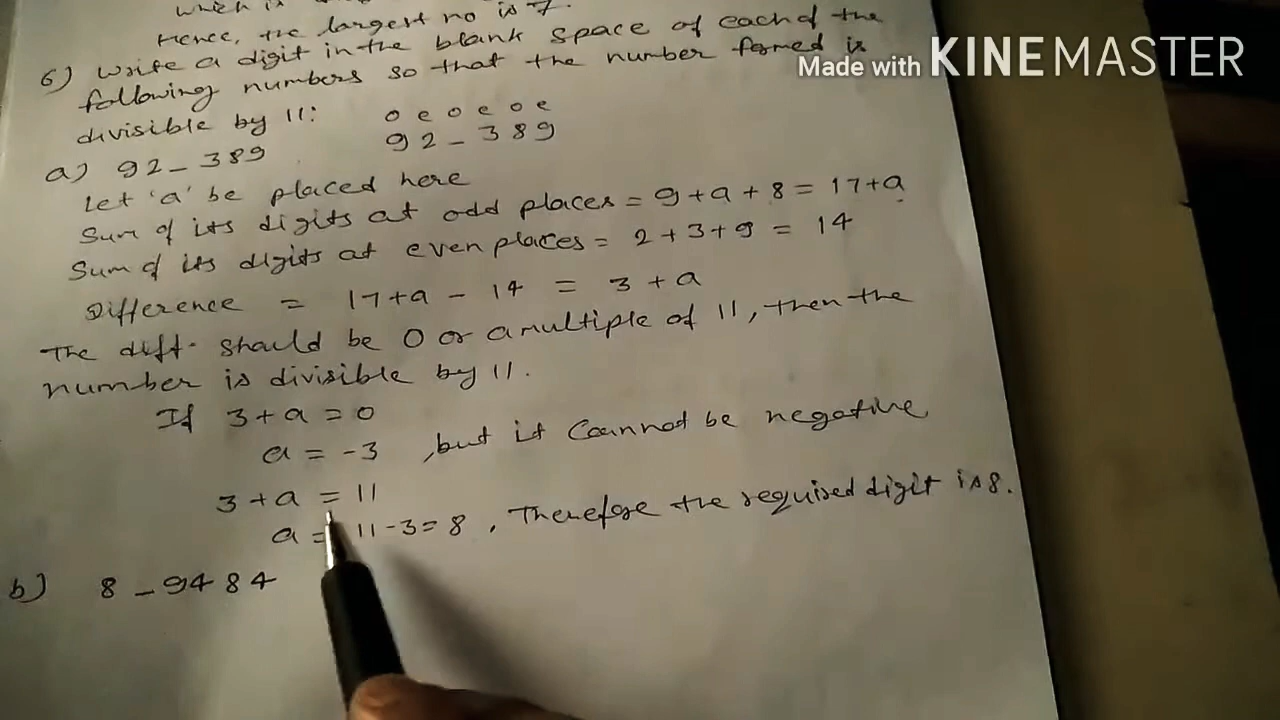 which is
Hence, the largest no is 7.
6) Write a digit in the blank space of each of the
following numbers so that the number formed is
divisible by 11:
o e o e o e
a) 92_389
92_389
Let 'a' be placed here
Sum of its digits at odd places = 9+a+8 = 17+a
Sum of its digits at even places = 2+3+9 = 14
Difference = 17+a - 14 = 3+a
The diff. should be 0 or a multiple of 11, then the
number is divisible by 11.
If 3+a = 0
a = -3 , but it cannot be negative
3+a = 11
a = 11-3=8 , Therefore the required digit is 8.
b) 8_9484
Made with KINEMASTER